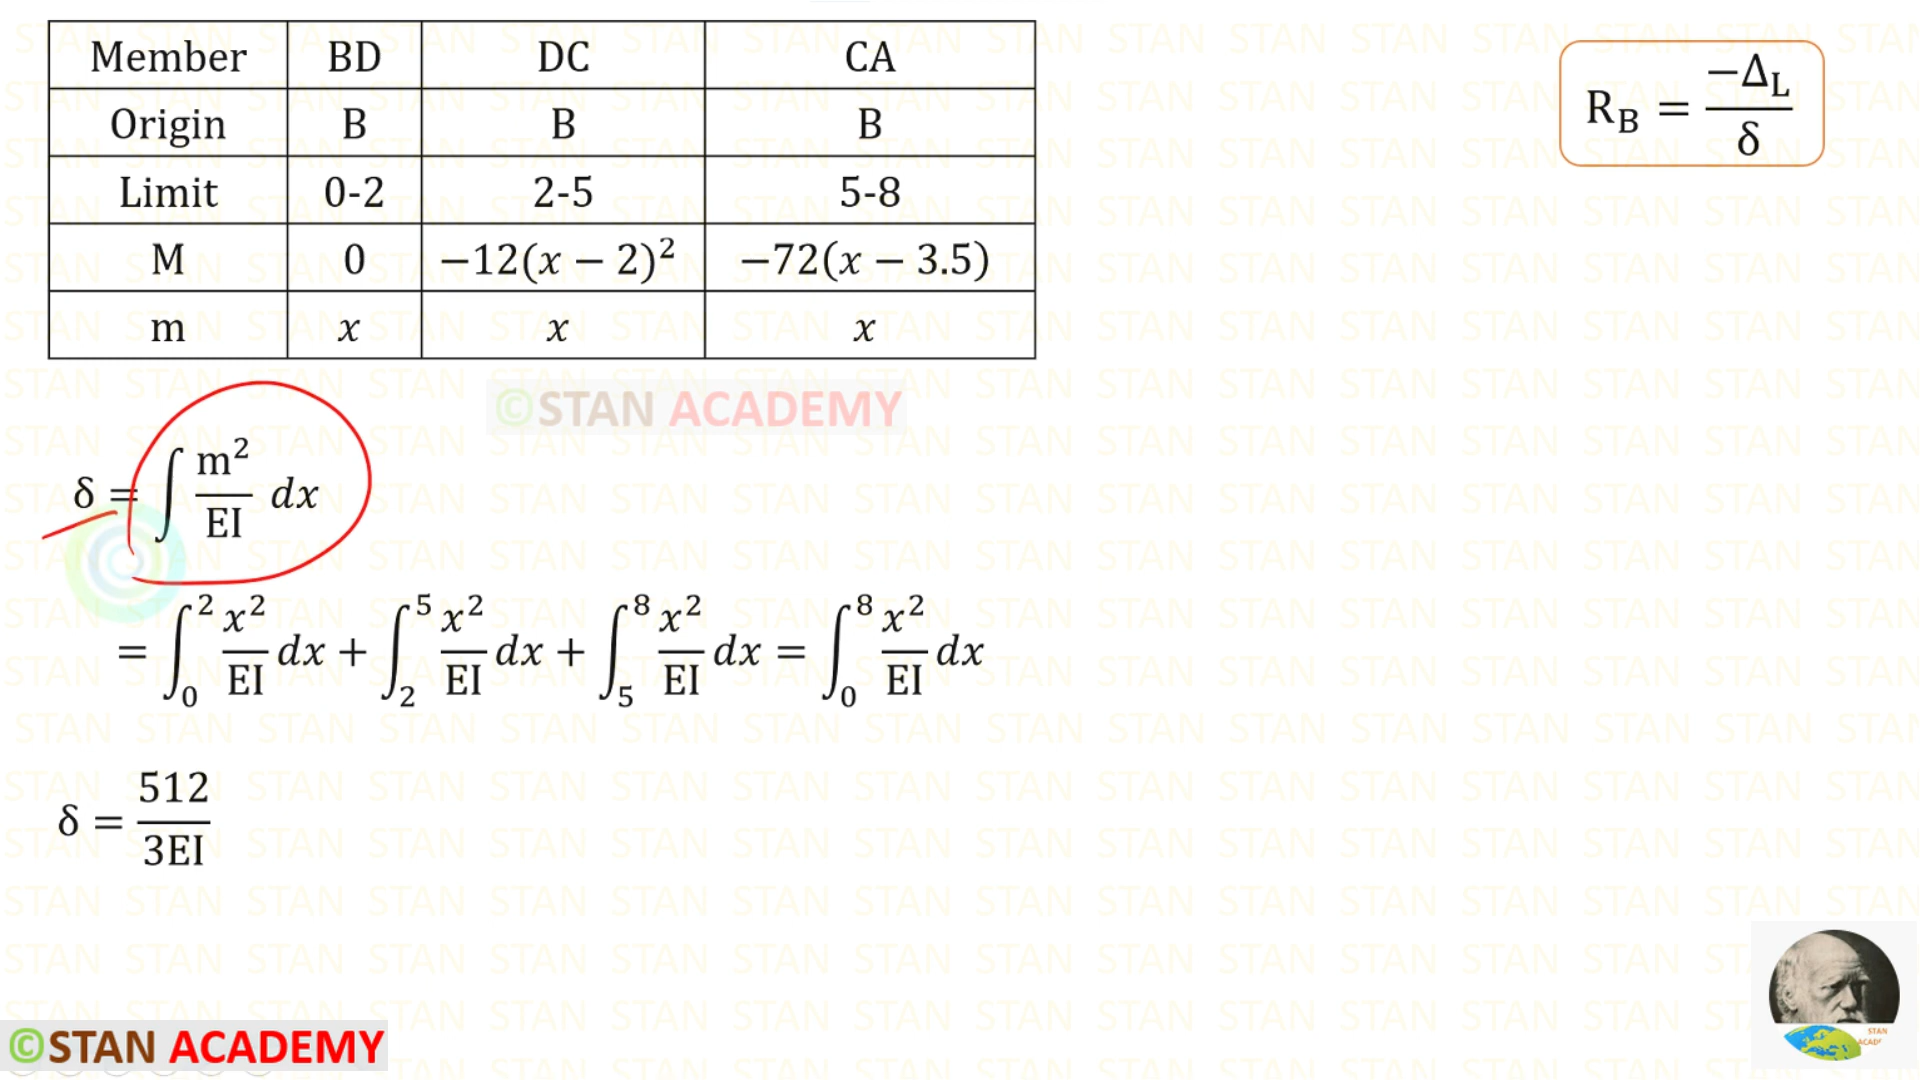 Member BD DC CA
Origin B B B
Limit 0-2 2-5 5-8
M 0 −12(x − 2)² −72(x − 3.5)
m x x x
R_B = −Δ_L / δ
©STAN ACADEMY
δ = ∫ m²/EI dx
= ∫₀² x²/EI dx + ∫₂⁵ x²/EI dx + ∫₅⁸ x²/EI dx = ∫₀⁸ x²/EI dx
δ = 512/3EI
©STAN ACADEMY
STAN